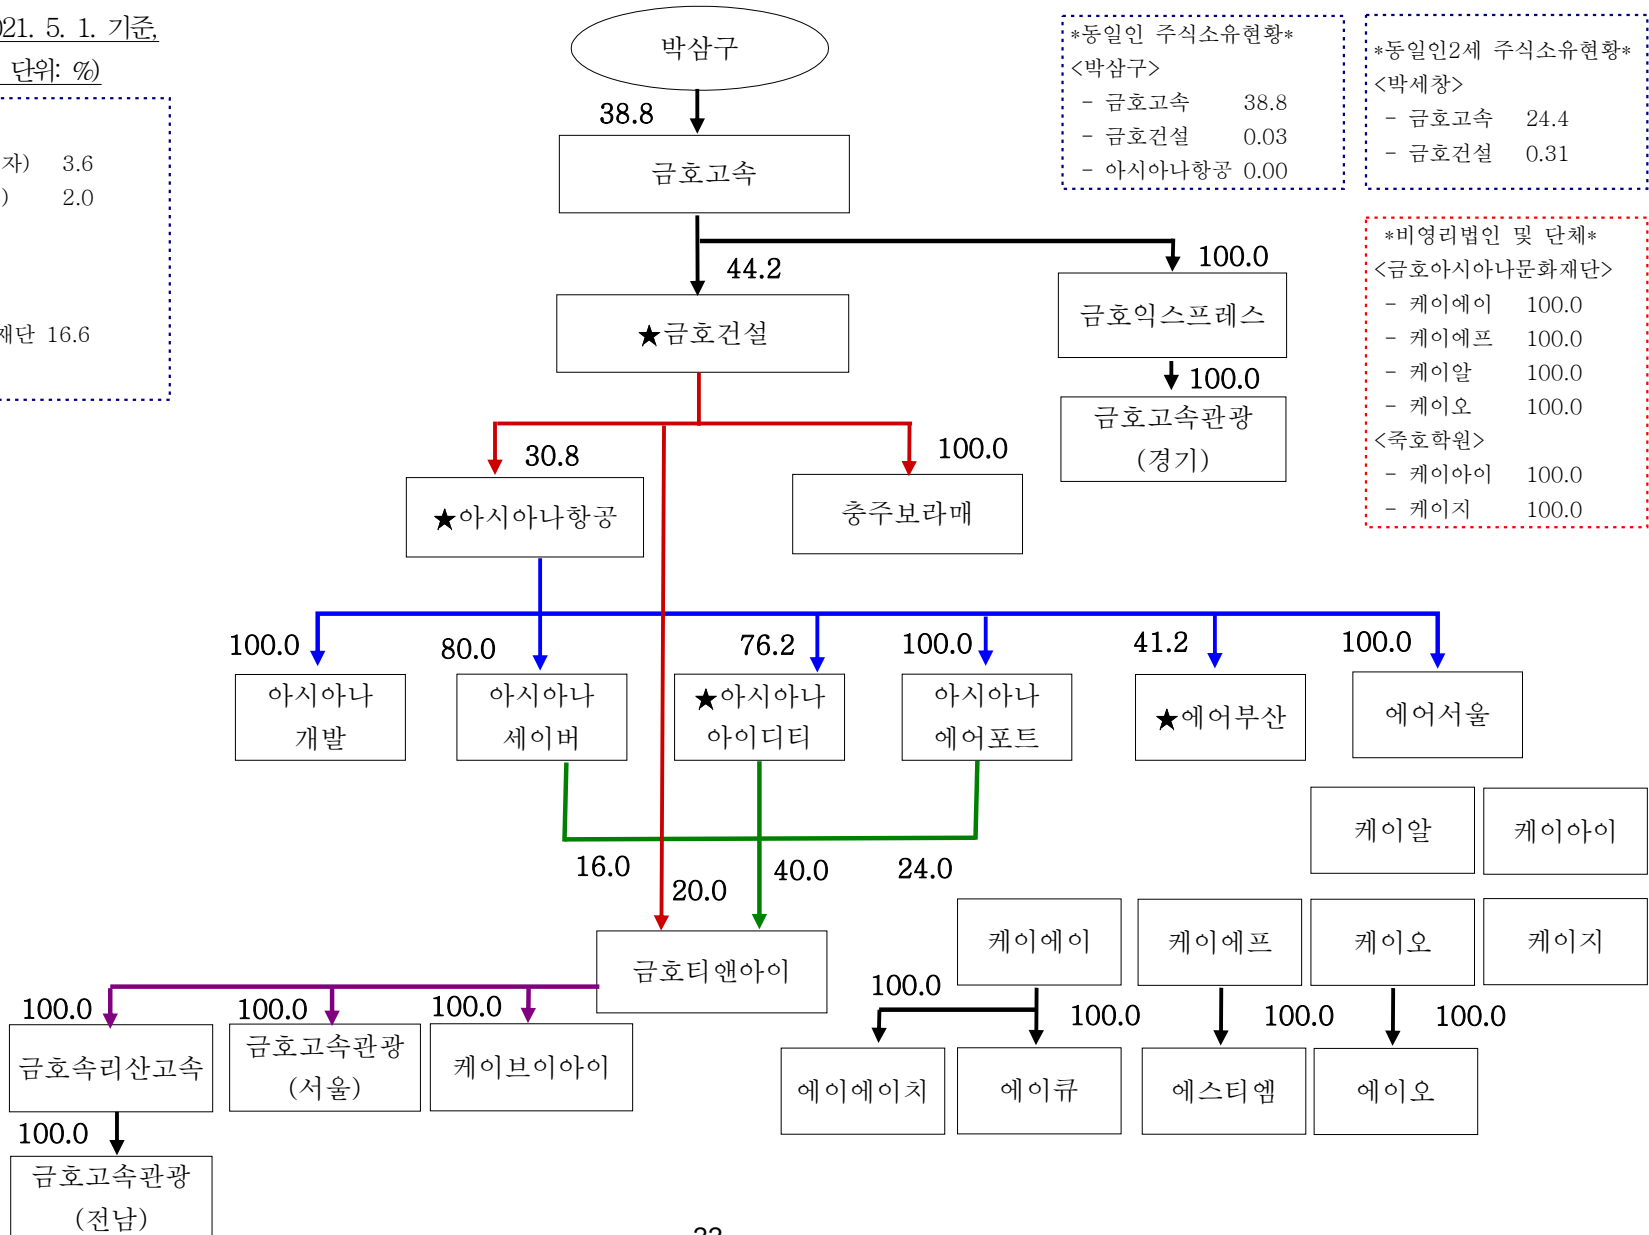 021. 5. 1. 기준,
단위: %)
자) 3.6
) 2.0
재단 16.6
박삼구
38.8
금호고속
44.2
100.0
★금호건설
금호익스프레스
100.0
금호고속관광
(경기)
*동일인 주식소유현황*
<박삼구>
- 금호고속 38.8
- 금호건설 0.03
- 아시아나항공 0.00
*동일인2세 주식소유현황*
<박세창>
- 금호고속 24.4
- 금호건설 0.31
*비영리법인 및 단체*
<금호아시아나문화재단>
- 케이에이 100.0
- 케이에프 100.0
- 케이알 100.0
- 케이오 100.0
<죽호학원>
- 케이아이 100.0
- 케이지 100.0
30.8
100.0
★아시아나항공
충주보라매
100.0
80.0
76.2
100.0
41.2
100.0
아시아나
개발
아시아나
세이버
★아시아나
아이디티
아시아나
에어포트
★에어부산
에어서울
16.0
20.0
40.0
24.0
케이알
케이아이
금호티앤아이
케이에이
케이에프
케이오
케이지
100.0
100.0
100.0
100.0
100.0
100.0
100.0
금호속리산고속
금호고속관광
(서울)
케이브이아이
에이에이치
에이큐
에스티엠
에이오
100.0
금호고속관광
(전남)